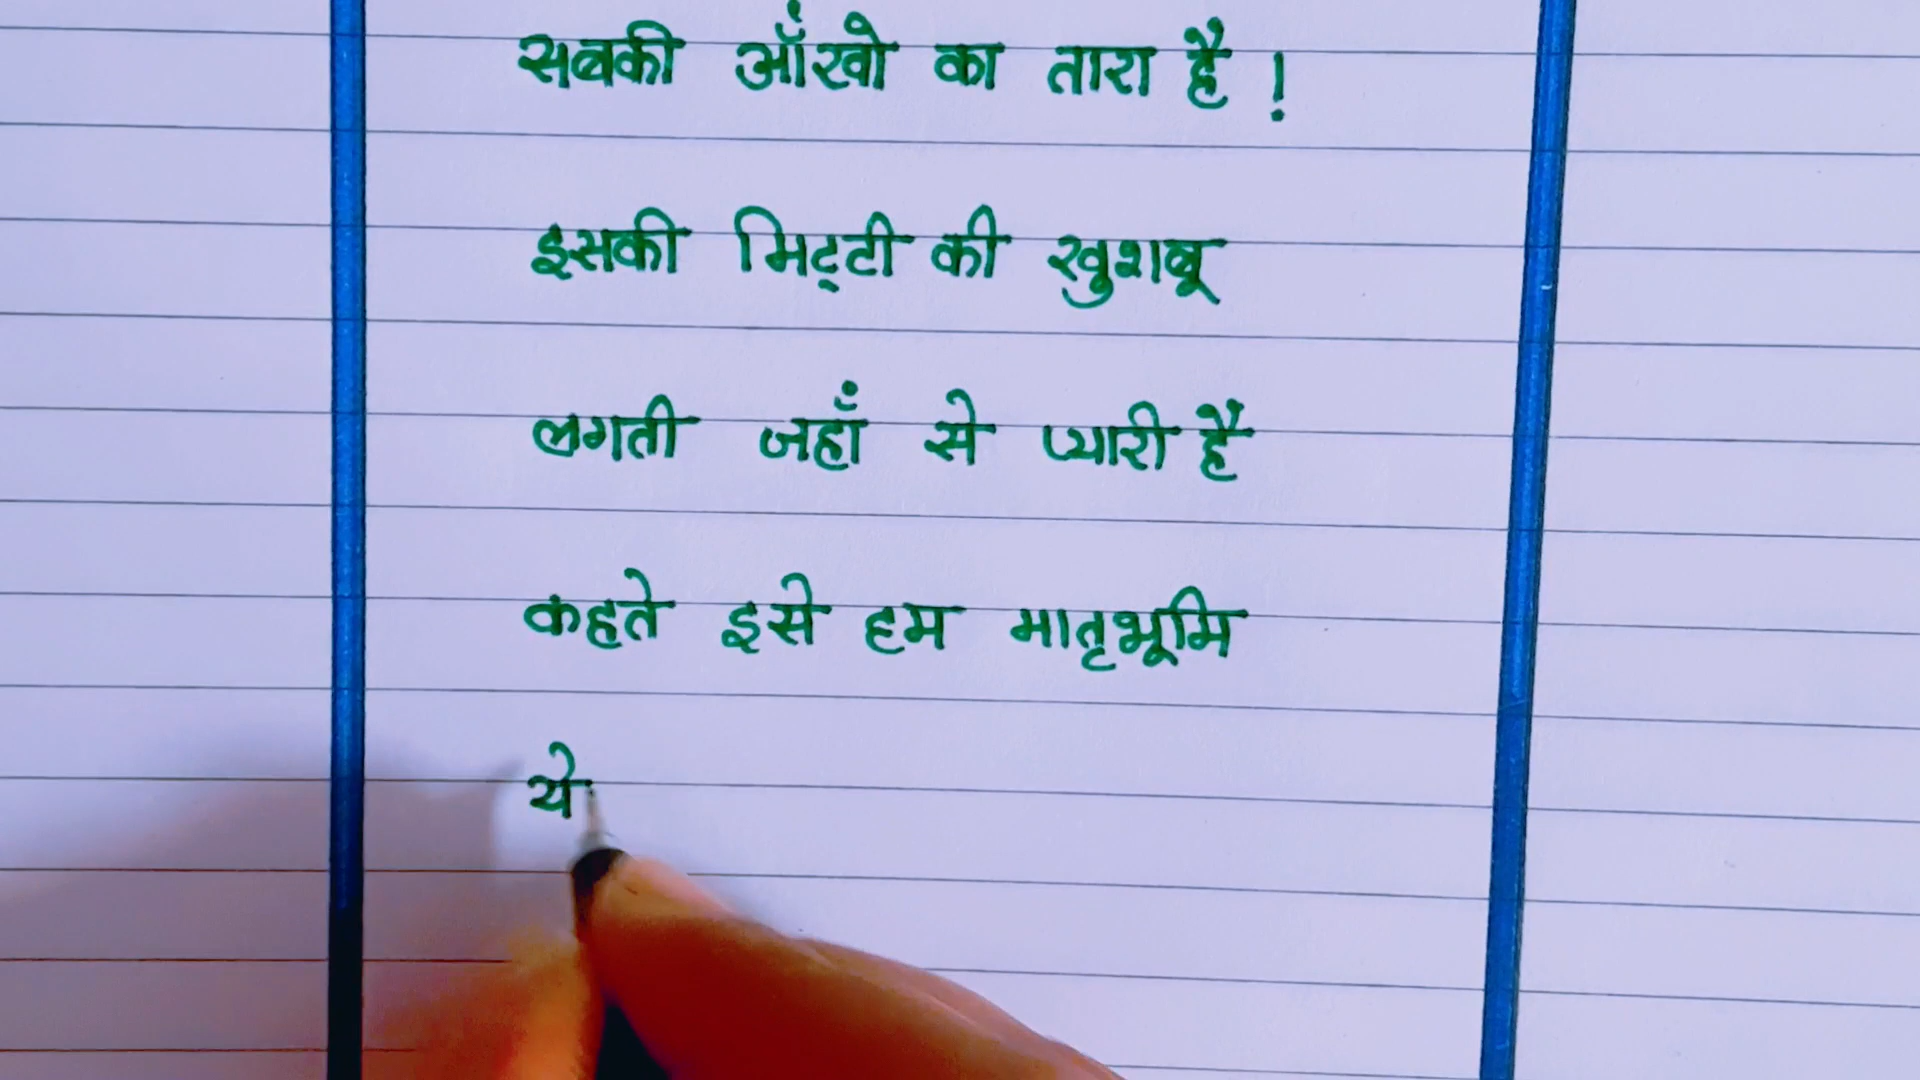 सबकी आँखो का तारा है !
इसकी मिट्टी की खुशबू
लगती जहाँ से प्यारी है
कहते इसे हम मातृभूमि
ये